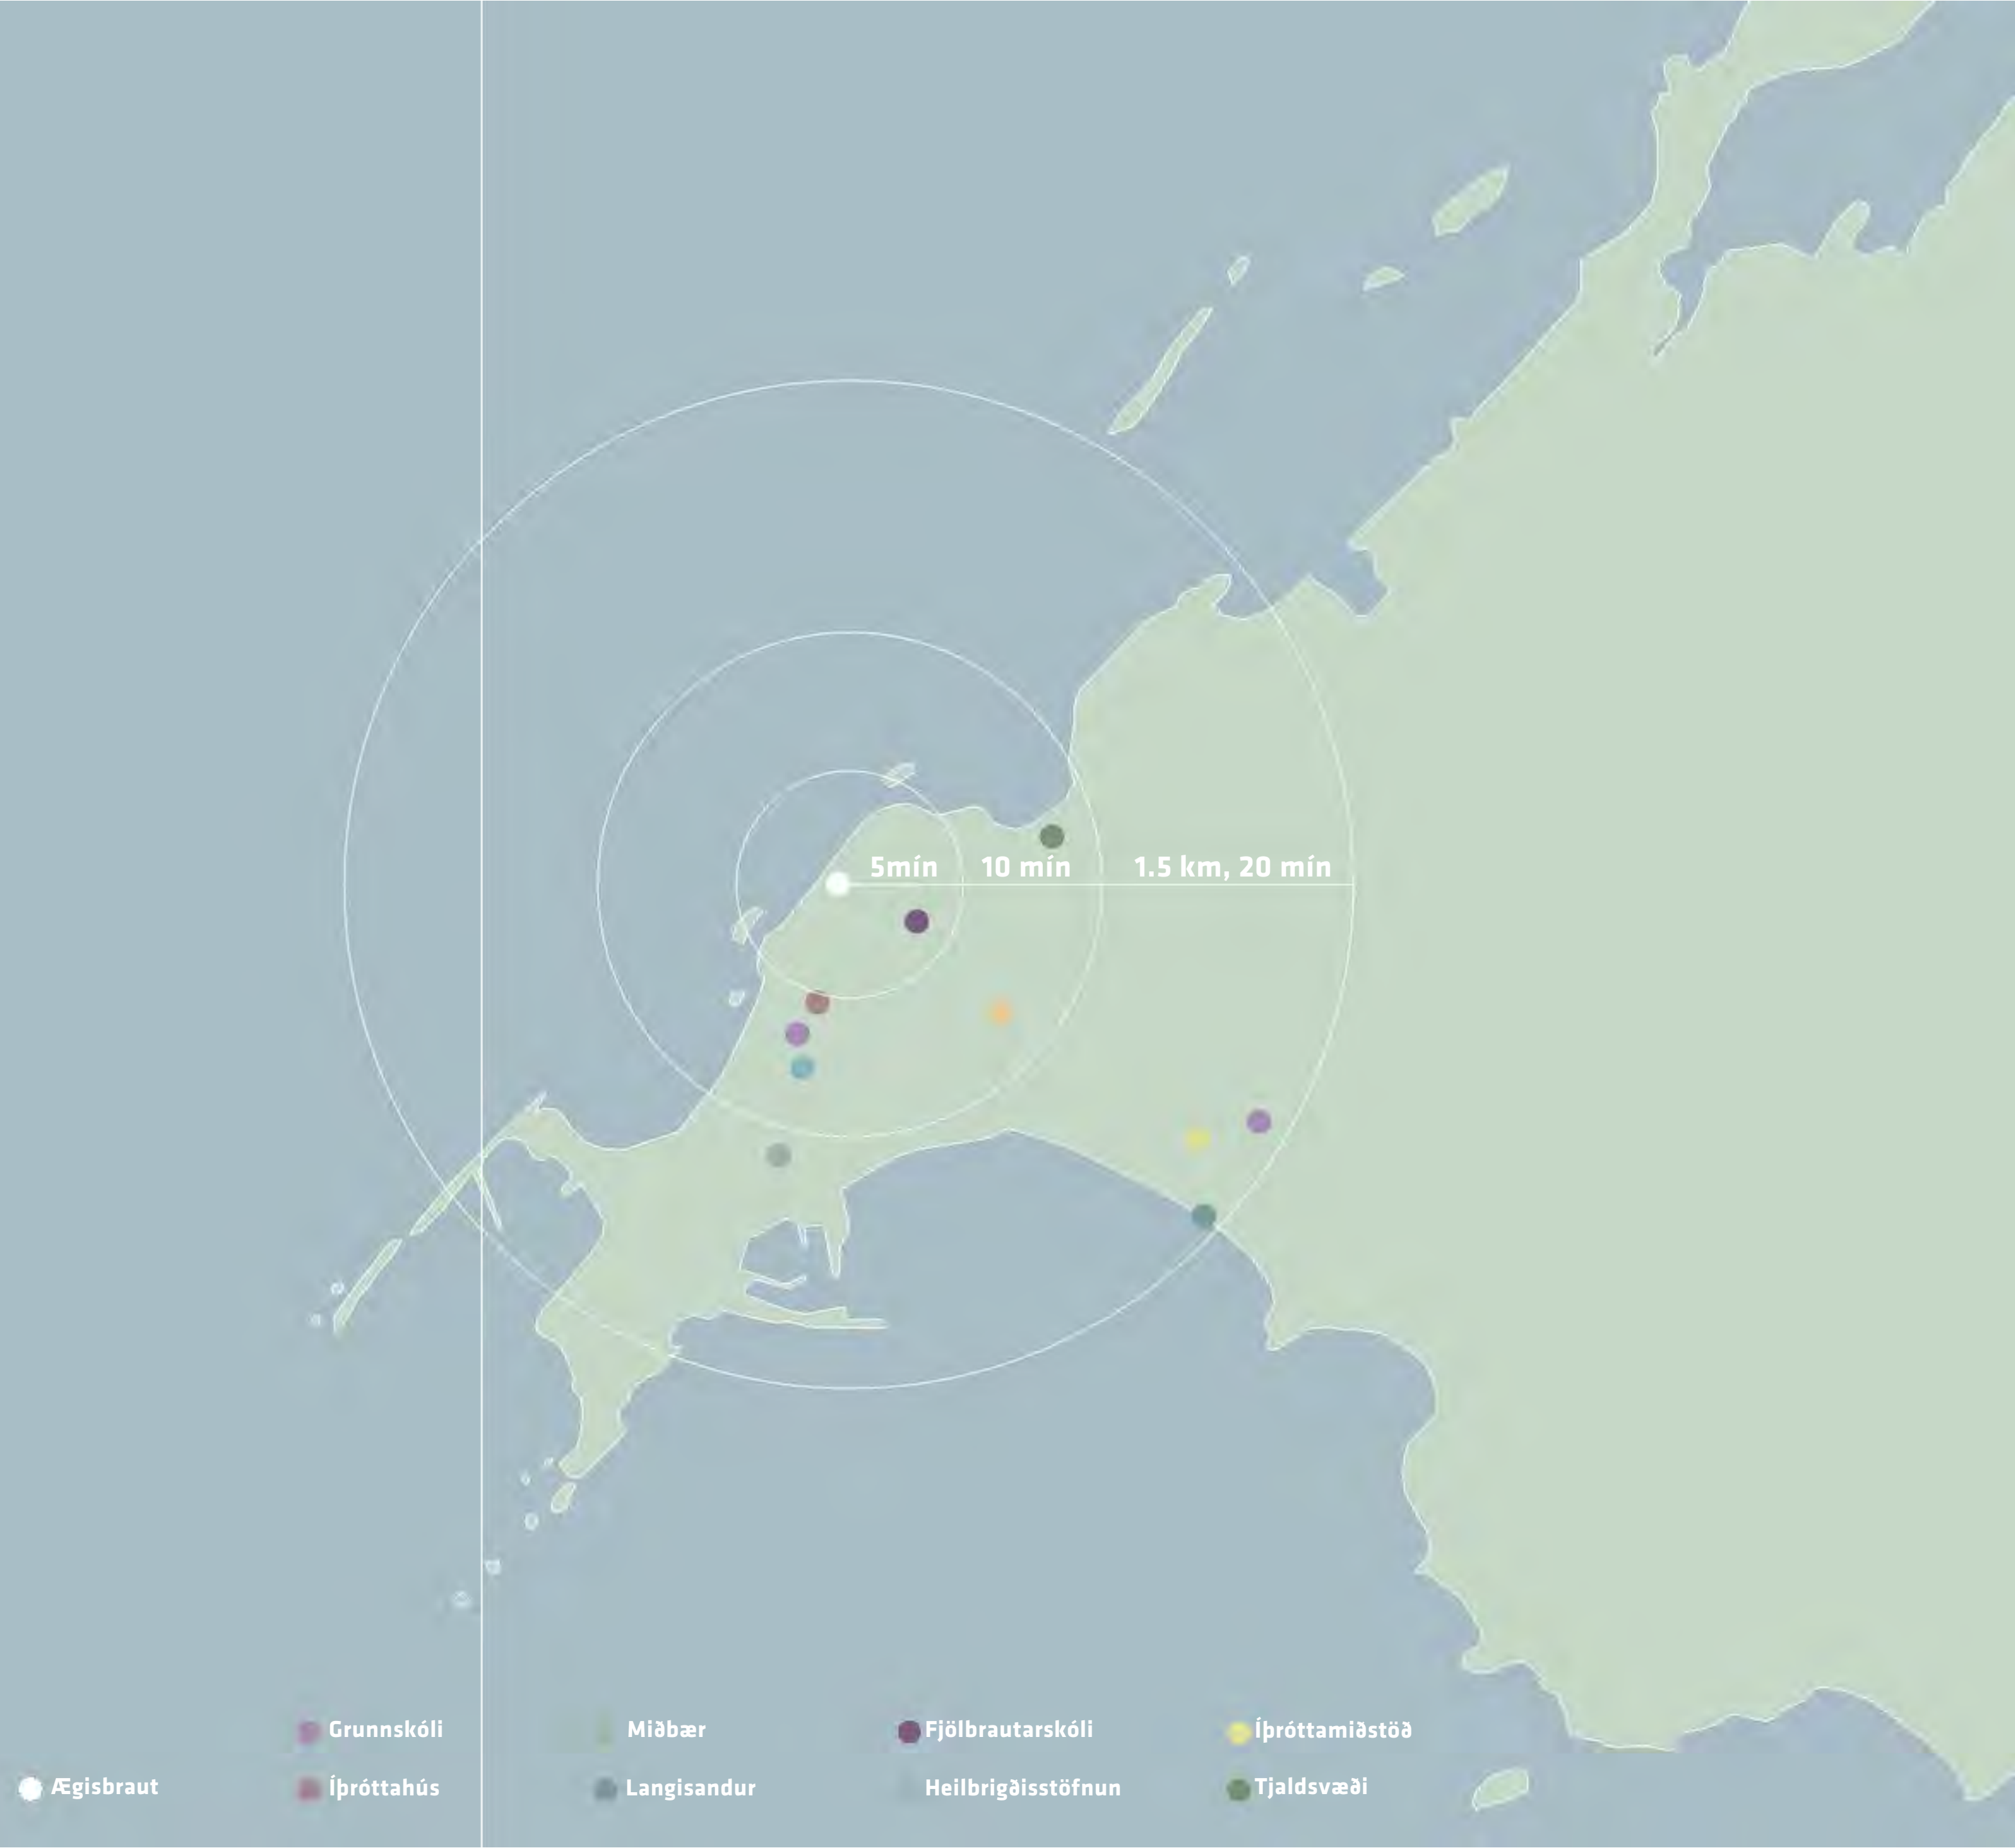 5mín 10 mín 1.5 km, 20 mín
Grunnskóli Miðbær Fjölbrautarskóli Íþróttamiðstöð
Ægisbraut Íþróttahús Langisandur Heilbrigðisstöfnun Tjaldsvæði